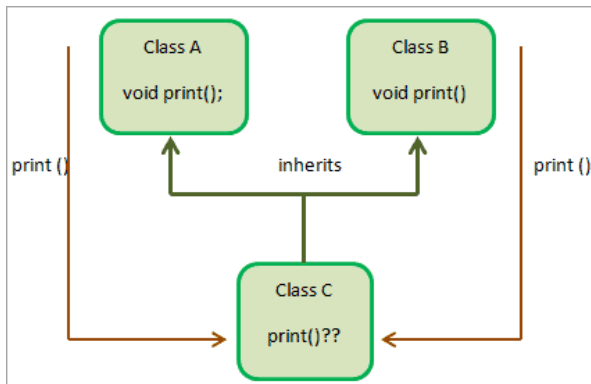 Class A
void print();
Class B
void print()
print ()
inherits
print ()
Class C
print()??